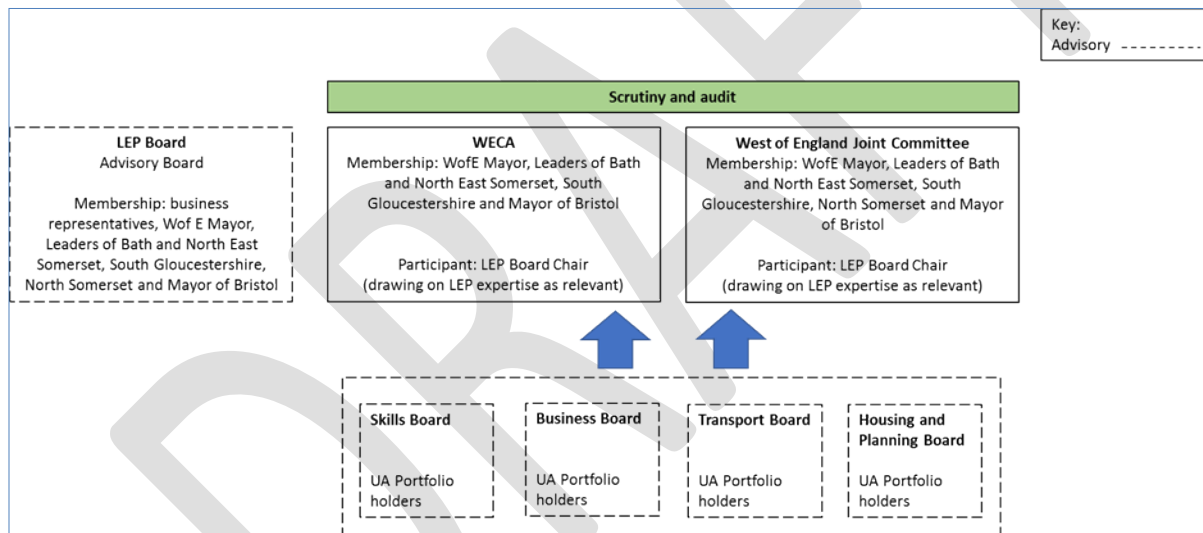 Key:
Advisory
Scrutiny and audit
LEP Board
Advisory Board
Membership: business
representatives, Wof E Mayor,
Leaders of Bath and North East
Somerset, South Gloucestershire,
North Somerset and Mayor of Bristol
WECA
Membership: WofE Mayor, Leaders of Bath
and North East Somerset, South
Gloucestershire and Mayor of Bristol
Participant: LEP Board Chair
(drawing on LEP expertise as relevant)
West of England Joint Committee
Membership: WofE Mayor, Leaders of Bath
and North East Somerset, South
Gloucestershire, North Somerset and Mayor
of Bristol
Participant: LEP Board Chair
(drawing on LEP expertise as relevant)
Skills Board
UA Portfolio
holders
Business Board
UA Portfolio
holders
Transport Board
UA Portfolio
holders
Housing and
Planning Board
UA Portfolio
holders
DRAFT